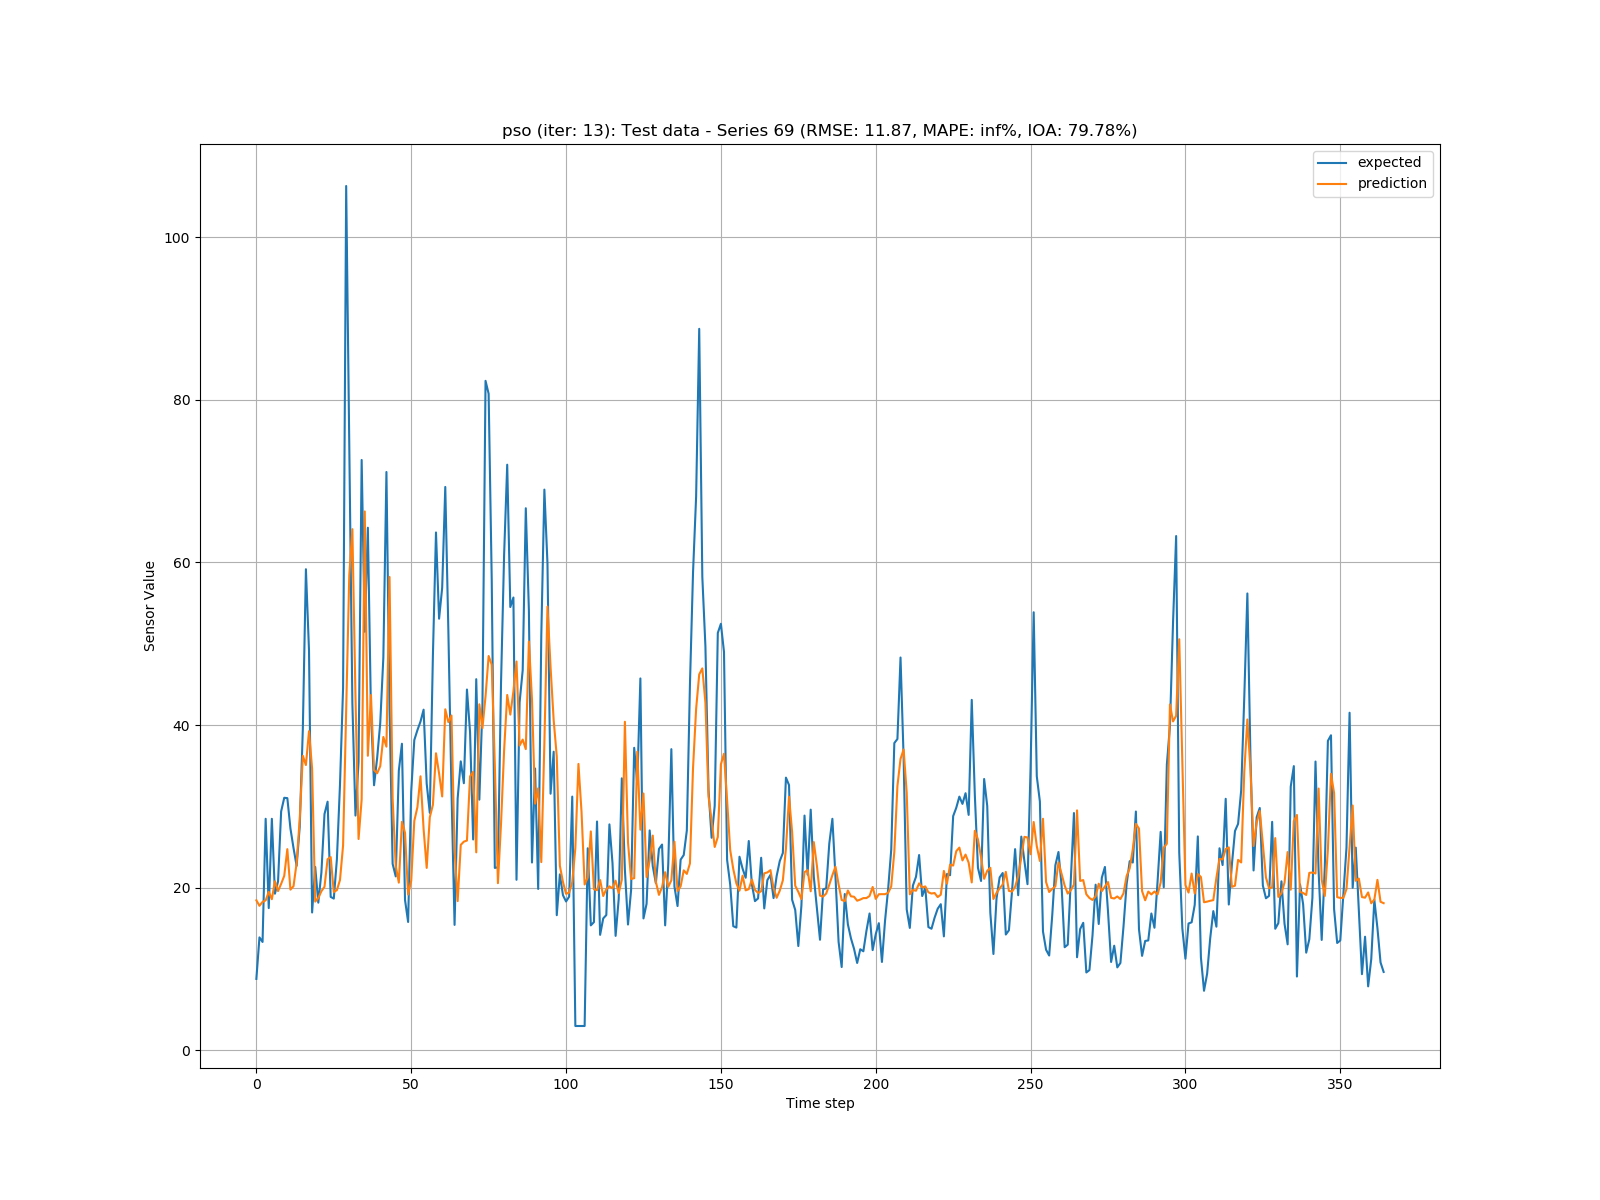 pso (iter: 13): Test data - Series 69 (RMSE: 11.87, MAPE: inf%, IOA: 79.78%)
expected
prediction
100
80
60
40
20
0
Sensor Value
0 50 100 150 200 250 300 350
Time step